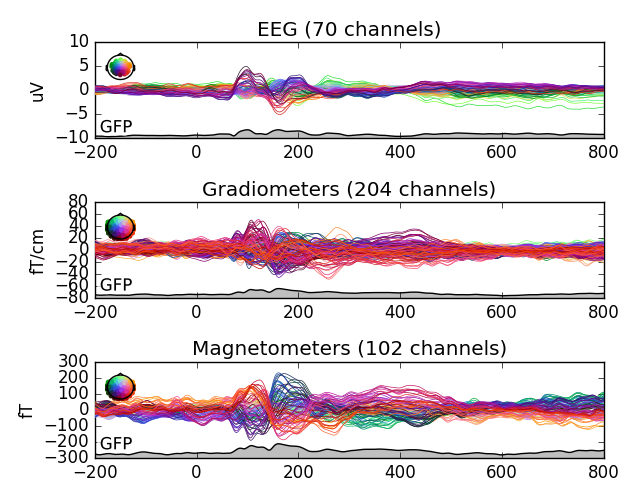 EEG (70 channels)
10
5
0
−5
−10
uV
GFP
−200 0 200 400 600 800
Gradiometers (204 channels)
80
60
40
20
0
−20
−40
−60
−80
fT/cm
GFP
−200 0 200 400 600 800
Magnetometers (102 channels)
300
200
100
0
−100
−200
−300
fT
GFP
−200 0 200 400 600 800